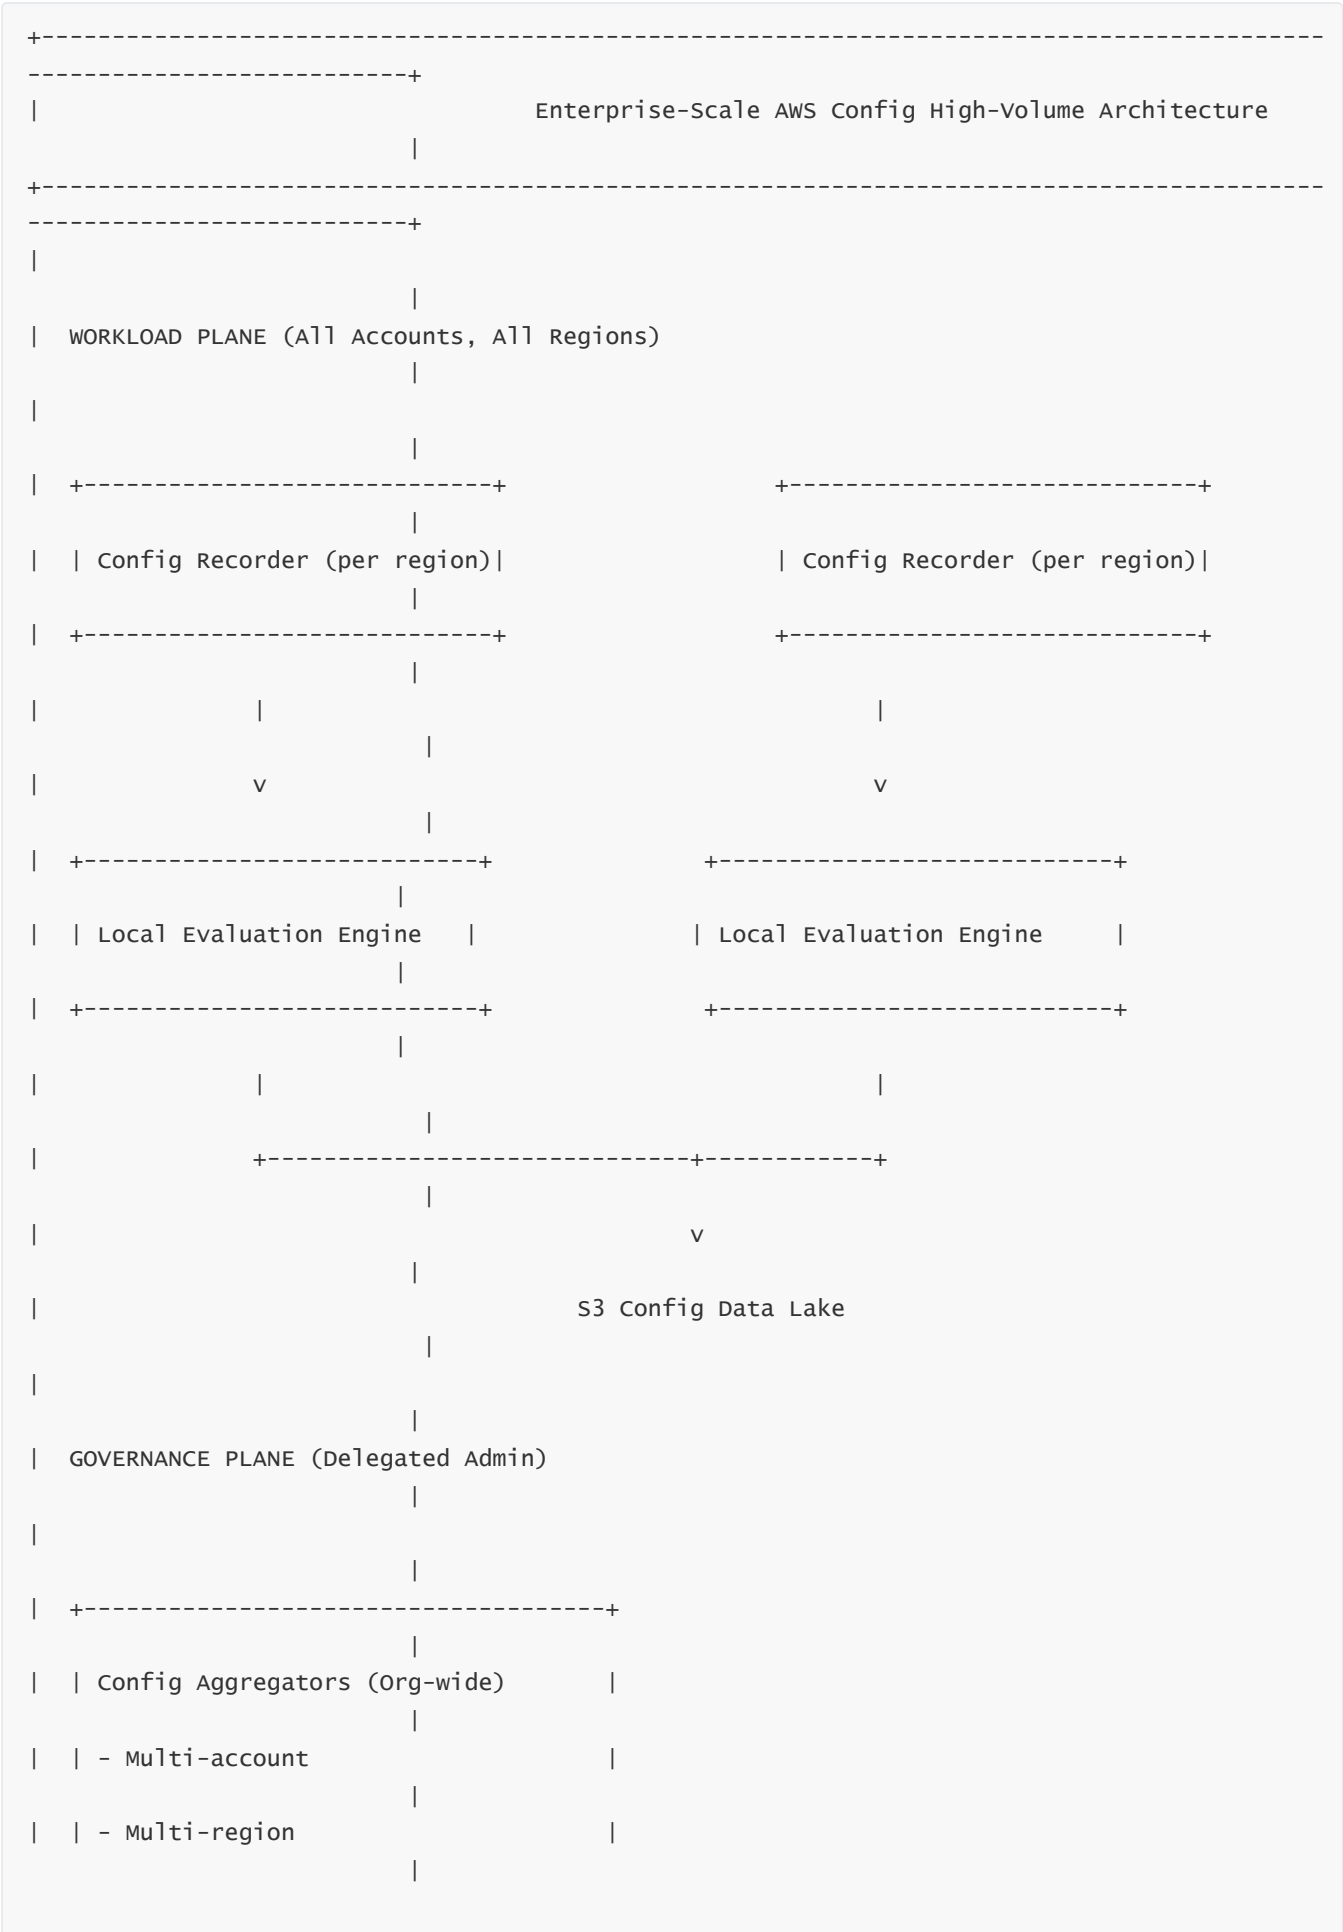 +-------------------------------------------------------------------------------------------
---------------------------+
|                                   Enterprise-Scale AWS Config High-Volume Architecture
                           |
+-------------------------------------------------------------------------------------------
---------------------------+
|
                           |
|  WORKLOAD PLANE (All Accounts, All Regions)
                           |
|
                           |
|  +-----------------------------+                   +-----------------------------+
                           |
|  | Config Recorder (per region)|                   | Config Recorder (per region)|
                           |
|  +-----------------------------+                   +-----------------------------+
                           |
|               |                                           |
                            |
|               v                                           v
                            |
|  +----------------------------+               +----------------------------+
                          |
|  | Local Evaluation Engine   |               | Local Evaluation Engine     |
                          |
|  +----------------------------+               +----------------------------+
                          |
|               |                                           |
                            |
|               +------------------------------+------------+
                            |
|                                              v
                           |
|                                      S3 Config Data Lake
                            |
|
                           |
|  GOVERNANCE PLANE (Delegated Admin)
                           |
|
                           |
|  +-------------------------------------+
                           |
|  | Config Aggregators (Org-wide)       |
                           |
|  | - Multi-account                     |
                           |
|  | - Multi-region                      |
                           |